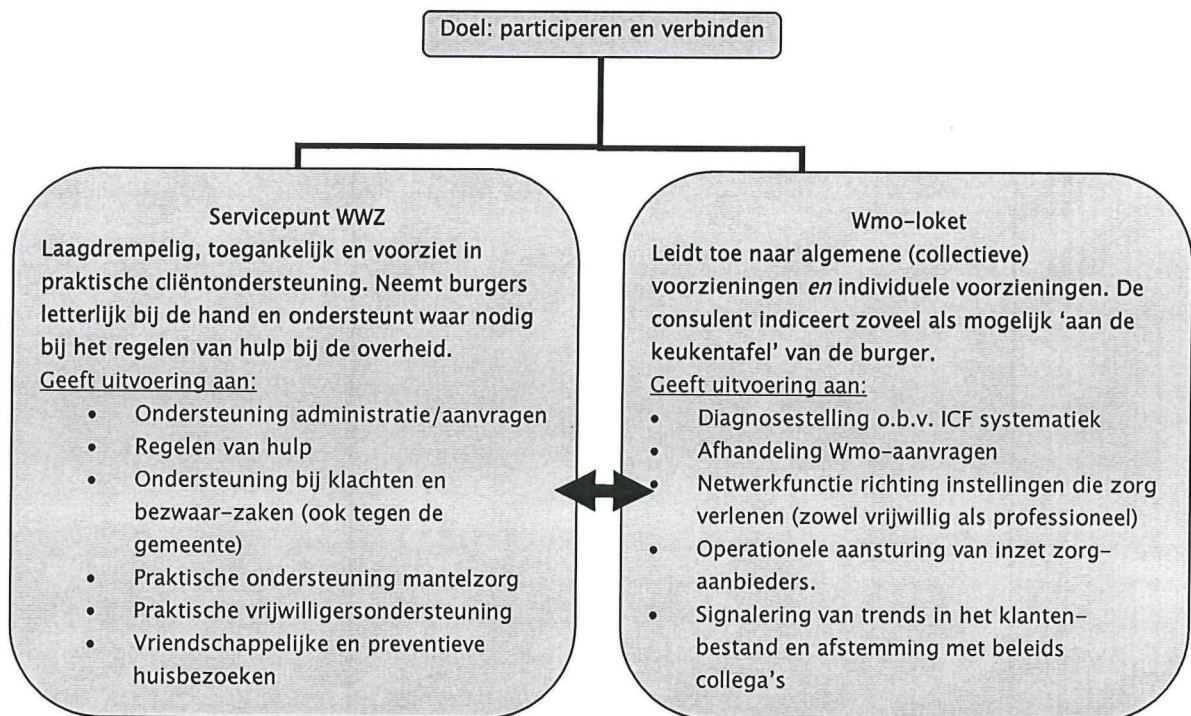 Doel: participeren en verbinden
Servicepunt WWZ
Laagdrempelig, toegankelijk en voorziet in
praktische cliëntondersteuning. Neemt burgers
letterlijk bij de hand en ondersteunt waar nodig
bij het regelen van hulp bij de overheid.
Geeft uitvoering aan:
• Ondersteuning administratie/aanvragen
• Regelen van hulp
• Ondersteuning bij klachten en
bezwaar-zaken (ook tegen de
gemeente)
• Praktische ondersteuning mantelzorg
• Praktische vrijwilligersondersteuning
• Vriendschappelijke en preventieve
huisbezoeken
Wmo-loket
Leidt toe naar algemene (collectieve)
voorzieningen en individuele voorzieningen. De
consulent indiceert zoveel als mogelijk ‘aan de
keukentafel’ van de burger.
Geeft uitvoering aan:
• Diagnosestelling o.b.v. ICF systematiek
• Afhandeling Wmo-aanvragen
• Netwerkfunctie richting instellingen die zorg
verlenen (zowel vrijwillig als professioneel)
• Operationele aansturing van inzet zorg-
aanbieders.
• Signalering van trends in het klanten-
bestand en afstemming met beleids
collega's